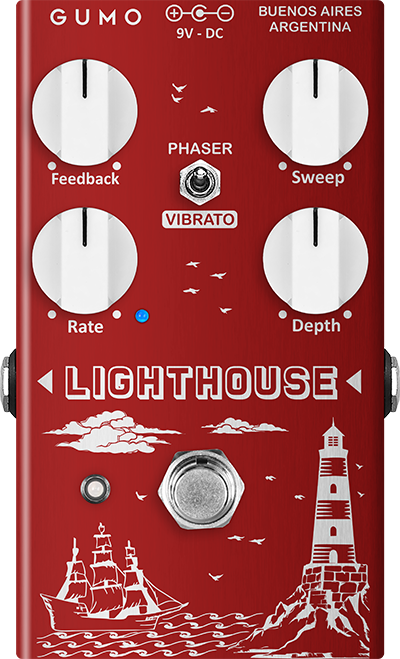 GUMO
9V - DC
BUENOS AIRES
ARGENTINA
PHASER
Feedback
Sweep
VIBRATO
Rate
Depth
LIGHTHOUSE